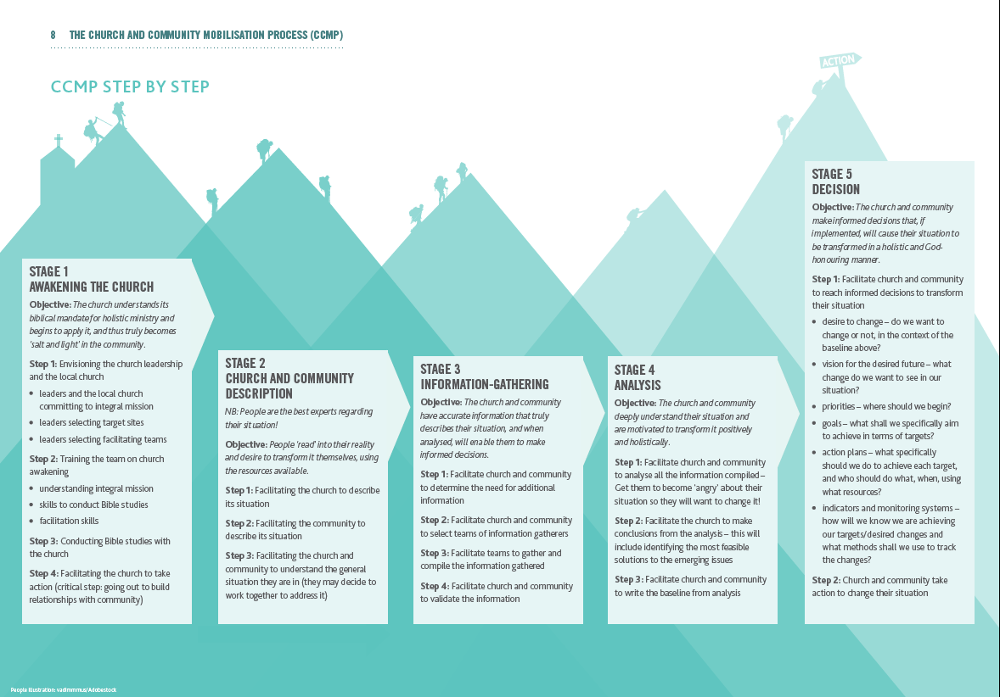 8 THE CHURCH AND COMMUNITY MOBILISATION PROCESS (CCMP)
CCMP STEP BY STEP
ACTION
STAGE 1
AWAKENING THE CHURCH
Objective: The church understands its
biblical mandate for holistic ministry and
begins to apply it, and thus truly becomes
'salt and light' in the community.
Step 1: Envisioning the church leadership
and the local church
• leaders and the local church
committing to integral mission
• leaders selecting target sites
• leaders selecting facilitating teams
Step 2: Training the team on church
awakening
• understanding integral mission
• skills to conduct Bible studies
• facilitation skills
Step 3: Conducting Bible studies with
the church
Step 4: Facilitating the church to take
action (critical step: going out to build
relationships with community)
STAGE 2
CHURCH AND COMMUNITY
DESCRIPTION
NB: People are the best experts regarding
their situation!
Objective: People 'read' into their reality
and desire to transform it themselves, using
the resources available.
Step 1: Facilitating the church to describe
its situation
Step 2: Facilitating the community to
describe its situation
Step 3: Facilitating the church and
community to understand the general
situation they are in (they may decide to
work together to address it)
STAGE 3
INFORMATION-GATHERING
Objective: The church and community
have accurate information that truly
describes their situation, and when
analysed, will enable them to make
informed decisions.
Step 1: Facilitate church and community
to determine the need for additional
information
Step 2: Facilitate church and community
to select teams of information gatherers
Step 3: Facilitate teams to gather and
compile the information gathered
Step 4: Facilitate church and community
to validate the information
STAGE 4
ANALYSIS
Objective: The church and community
deeply understand their situation and
are motivated to transform it positively
and holistically.
Step 1: Facilitate church and community
to analyse all the information compiled –
Get them to become 'angry' about their
situation so they will want to change it!
Step 2: Facilitate the church to make
conclusions from the analysis – this will
include identifying the most feasible
solutions to the emerging issues
Step 3: Facilitate church and community
to write the baseline from analysis
STAGE 5
DECISION
Objective: The church and community
make informed decisions that, if
implemented, will cause their situation to
be transformed in a holistic and God-
honouring manner.
Step 1: Facilitate church and community
to reach informed decisions to transform
their situation
• desire to change – do we want to
change or not, in the context of the
baseline above?
• vision for the desired future – what
change do we want to see in our
situation?
• priorities – where should we begin?
• goals – what shall we specifically aim
to achieve in terms of targets?
• action plans – what specifically
should we do to achieve each target,
and who should do what, when, using
what resources?
• indicators and monitoring systems –
how will we know we are achieving
our targets/desired changes and
what methods shall we use to track
the changes?
Step 2: Church and community take
action to change their situation
People illustration: vadimmmus/Adobestock